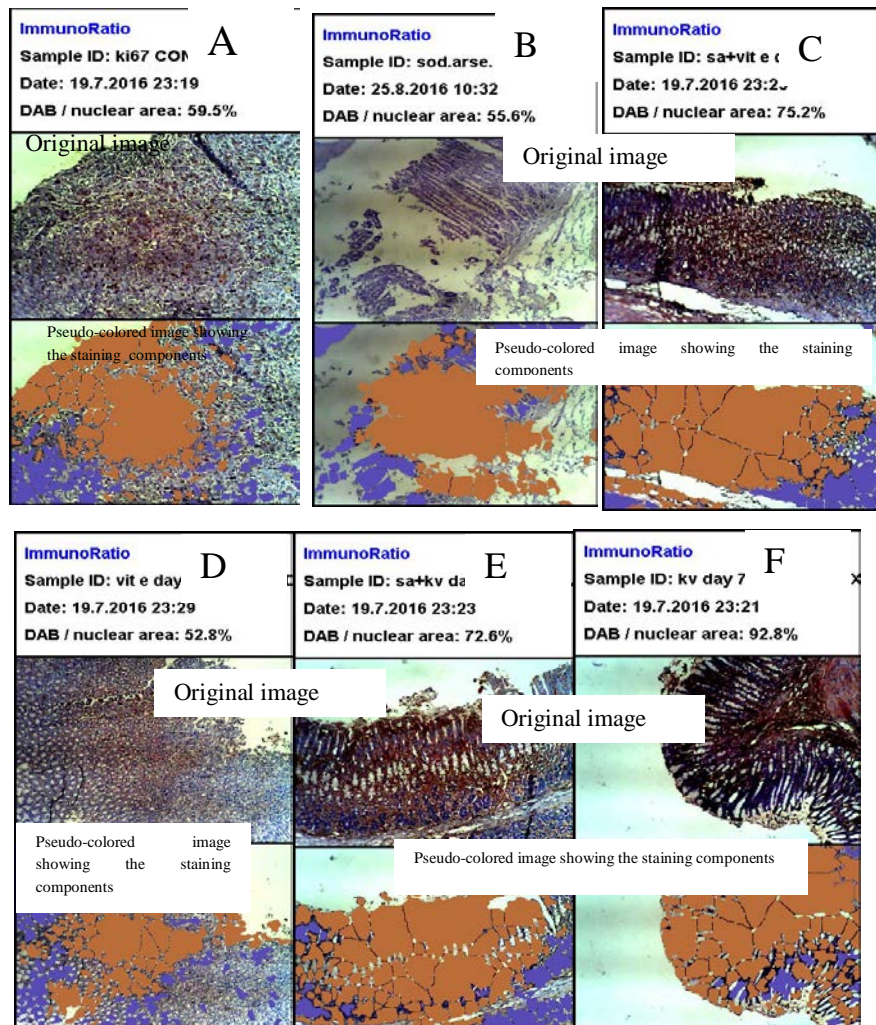 ImmunoRatio
A
Sample ID: ki67
Date: 19.7.2016 23:19
DAB / nuclear area: 59.5%
Original image
Pseudo-colored image showing
the staining components
ImmunoRatio
B
Sample ID: sod.arse.
Date: 25.8.2016 10:32
DAB / nuclear area: 55.6%
Original image
ImmunoRatio
C
Sample ID: sa+vit e
Date: 19.7.2016
DAB / nuclear area: 75.2%
Pseudo-colored image showing the staining
components
ImmunoRatio
D
Sample ID: vit e day
Date: 19.7.2016 23:29
DAB / nuclear area: 52.8%
Original image
Pseudo-colored image
showing the staining
components
ImmunoRatio
E
Sample ID: sa+kv da
Date: 19.7.2016 23:23
DAB / nuclear area: 72.6%
Original image
ImmunoRatio
F
Sample ID: kv day 7
Date: 19.7.2016 23:21
DAB / nuclear area: 92.8%
Pseudo-colored image showing the staining components